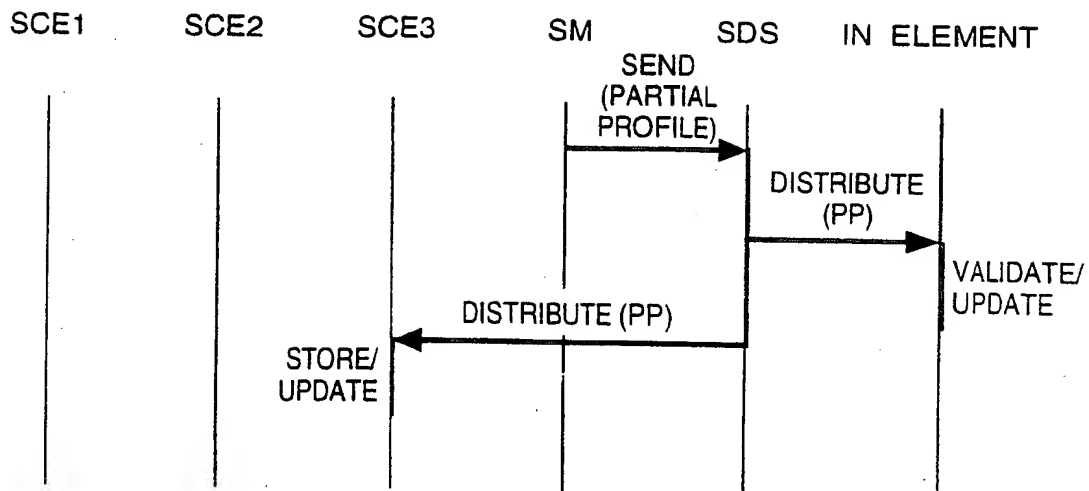 SCE1 SCE2 SCE3 SM SDS IN ELEMENT
SEND
(PARTIAL
PROFILE)
DISTRIBUTE
(PP)
VALIDATE/
UPDATE
DISTRIBUTE (PP)
STORE/
UPDATE